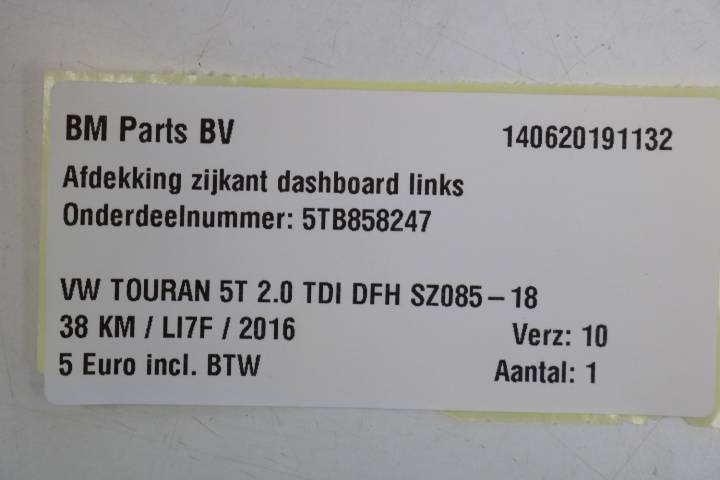 BM Parts BV 140620191132
Afdekking zijkant dashboard links
Onderdeelnummer: 5TB858247
VW TOURAN 5T 2.0 TDI DFH SZ085 – 18
38 KM / LI7F / 2016 Verz: 10
5 Euro incl. BTW Aantal: 1